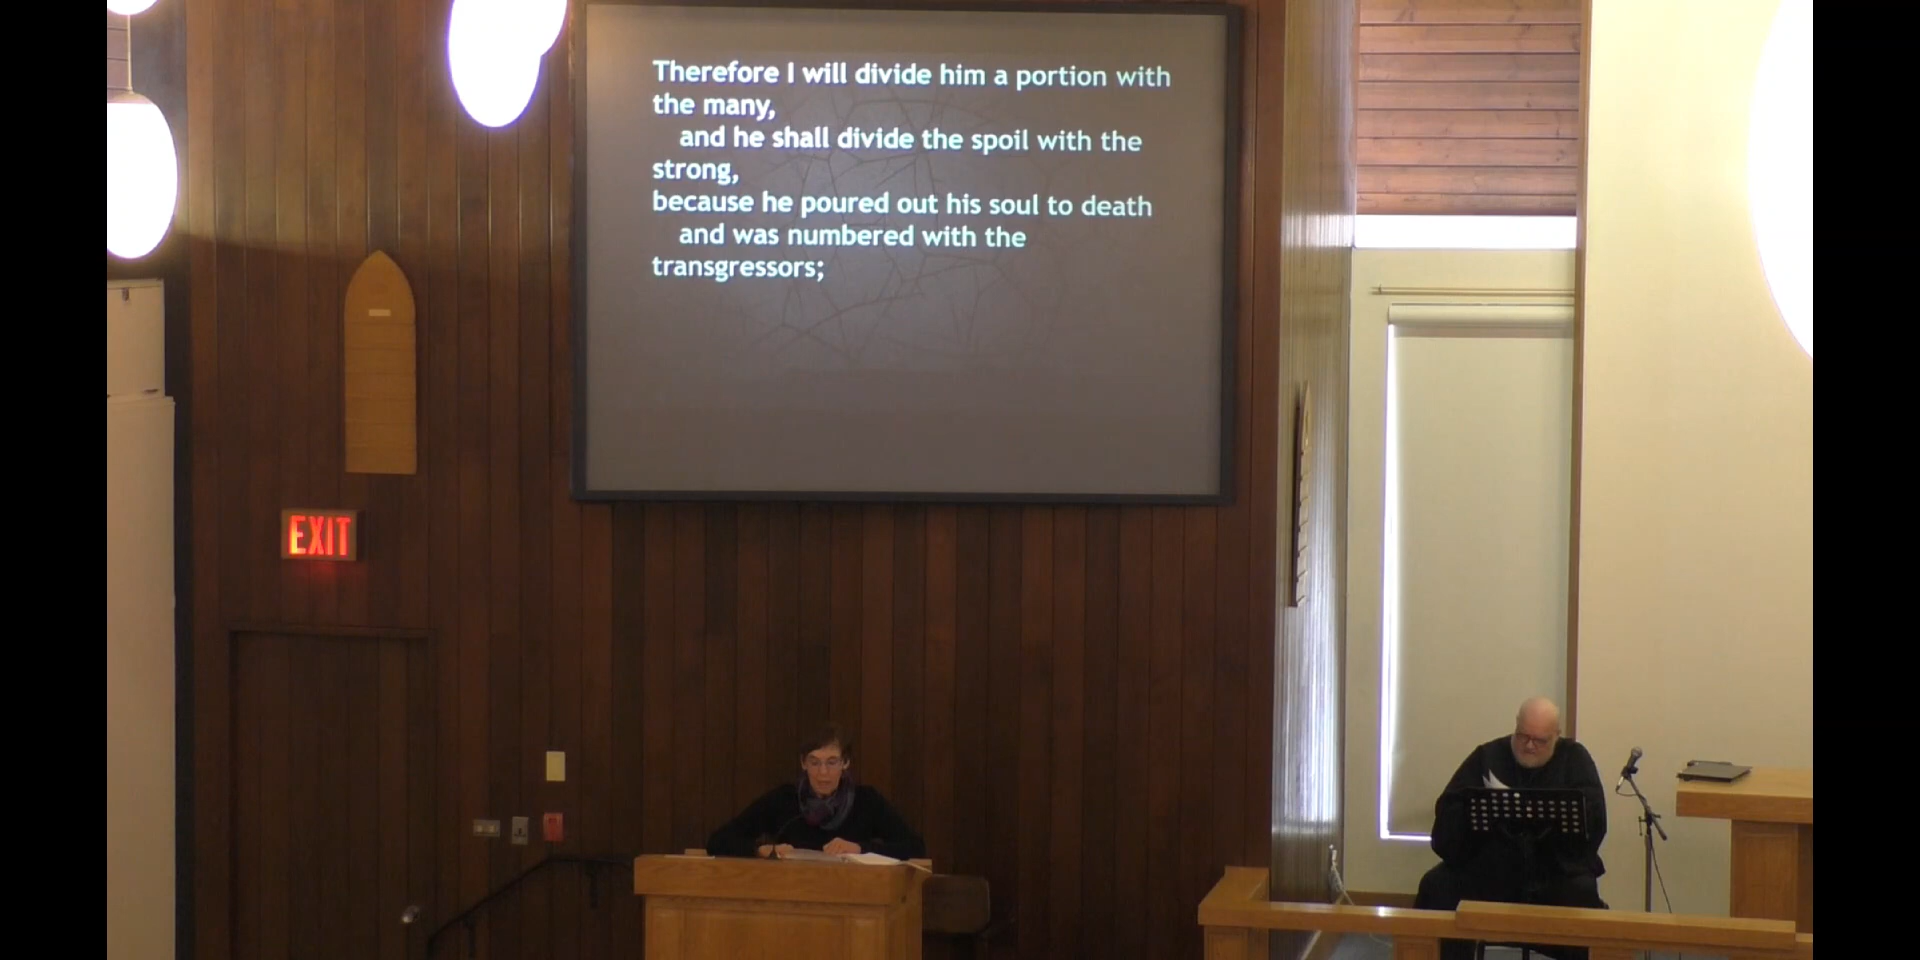 Therefore I will divide him a portion with
the many,
and he shall divide the spoil with the
strong,
because he poured out his soul to death
and was numbered with the
transgressors;
EXIT